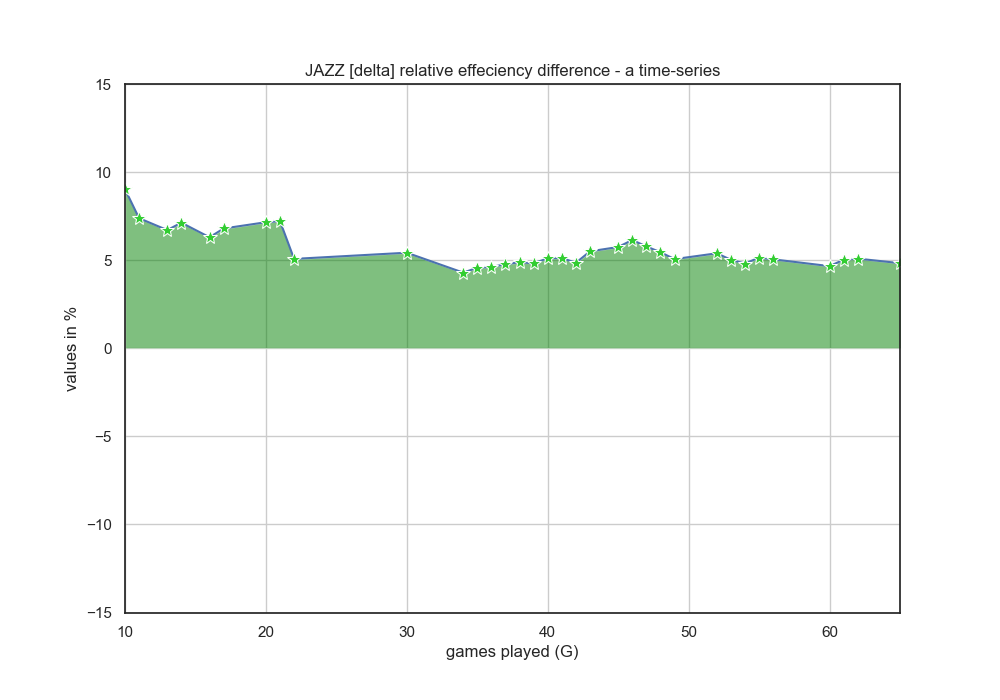 JAZZ [delta] relative effeciency difference - a time-series
15
10
5
0
−5
−10
−15
values in %
10 20 30 40 50 60
games played (G)